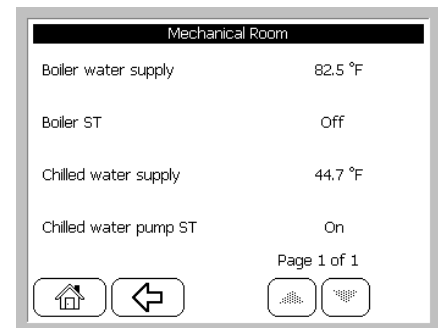 Mechanical Room
Boiler water supply 82.5 °F
Boiler ST Off
Chilled water supply 44.7 °F
Chilled water pump ST On
Page 1 of 1